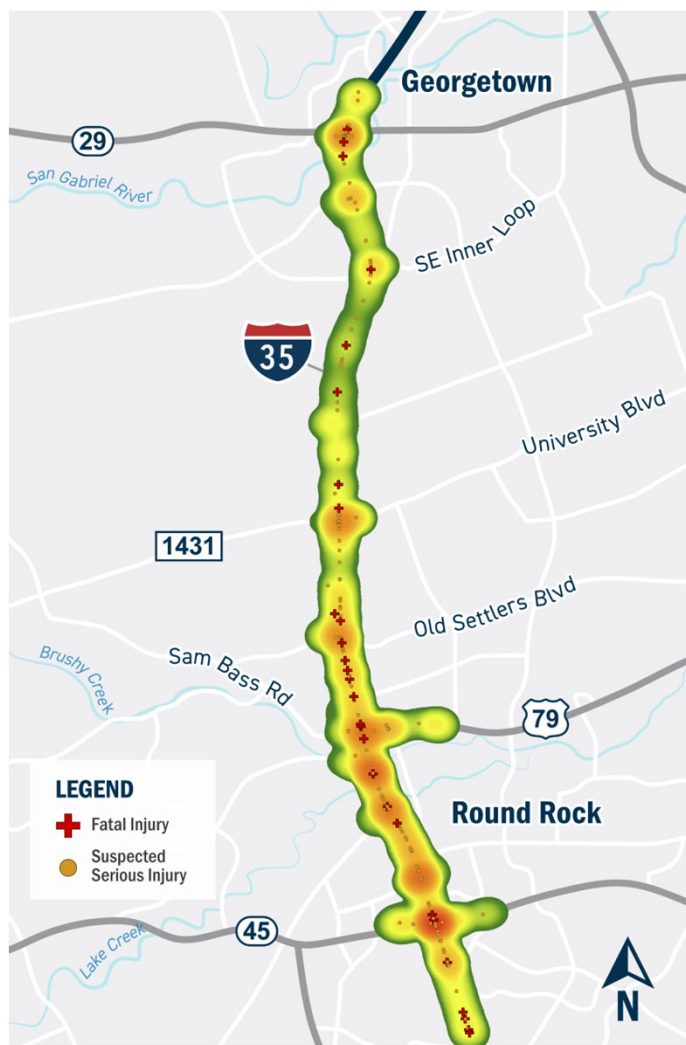 Georgetown
29
San Gabriel River
SE Inner Loop
35
University Blvd
1431
Old Settlers Blvd
Sam Bass Rd
Brushy Creek
79
LEGEND
Fatal Injury
Suspected
Serious Injury
Round Rock
45
Lake Creek
N